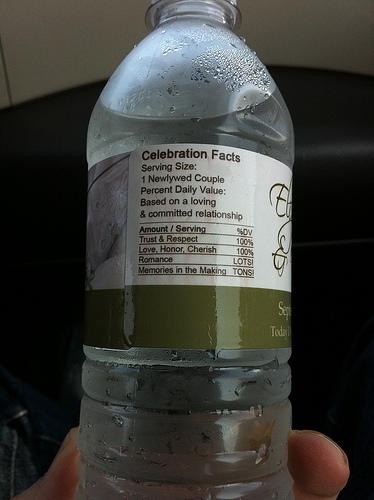 Celebration Facts
Serving Size:
1 Newlywed Couple
Percent Daily Value:
Based on a loving
& committed relationship
Amount / Serving %DV
Trust & Respect 100%
Love, Honor, Cherish 100%
Romance LOTS!
Memories in the Making TONS!
&
Today